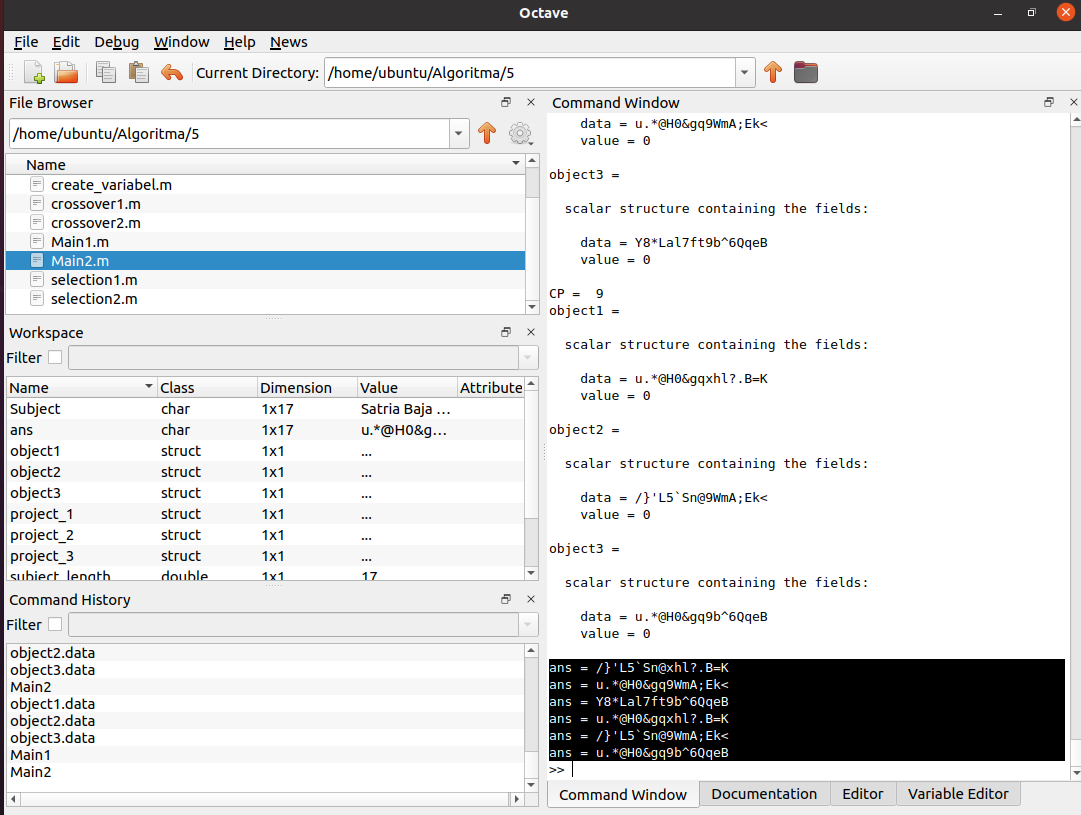 Octave
File Edit Debug Window Help News
Current Directory: /home/ubuntu/Algoritma/5
File Browser
/home/ubuntu/Algoritma/5
Name
create_variabel.m
crossover1.m
crossover2.m
Main1.m
Main2.m
selection1.m
selection2.m
Workspace
Filter
Name Class Dimension Value Attribute
Subject char 1x17 Satria Baja ...
ans char 1x17 u.*@H0&g...
object1 struct 1x1 ...
object2 struct 1x1 ...
object3 struct 1x1 ...
project_1 struct 1x1 ...
project_2 struct 1x1 ...
project_3 struct 1x1 ...
subject_length double 1x1 17
Command History
Filter
object2.data
object3.data
Main2
object1.data
object2.data
object3.data
Main1
Main2
Command Window
data = u.*@H0&gq9WmA;Ek<
value = 0
object3 =
scalar structure containing the fields:
data = Y8*Lal7ft9b^6QqeB
value = 0
CP =  9
object1 =
scalar structure containing the fields:
data = u.*@H0&gqxhl?.B=K
value = 0
object2 =
scalar structure containing the fields:
data = /}'L5`Sn@9WmA;Ek<
value = 0
object3 =
scalar structure containing the fields:
data = u.*@H0&gq9b^6QqeB
value = 0
ans = /}'L5`Sn@xhl?.B=K
ans = u.*@H0&gq9WmA;Ek<
ans = Y8*Lal7ft9b^6QqeB
ans = u.*@H0&gqxhl?.B=K
ans = /}'L5`Sn@9WmA;Ek<
ans = u.*@H0&gq9b^6QqeB
>>
Command Window Documentation Editor Variable Editor